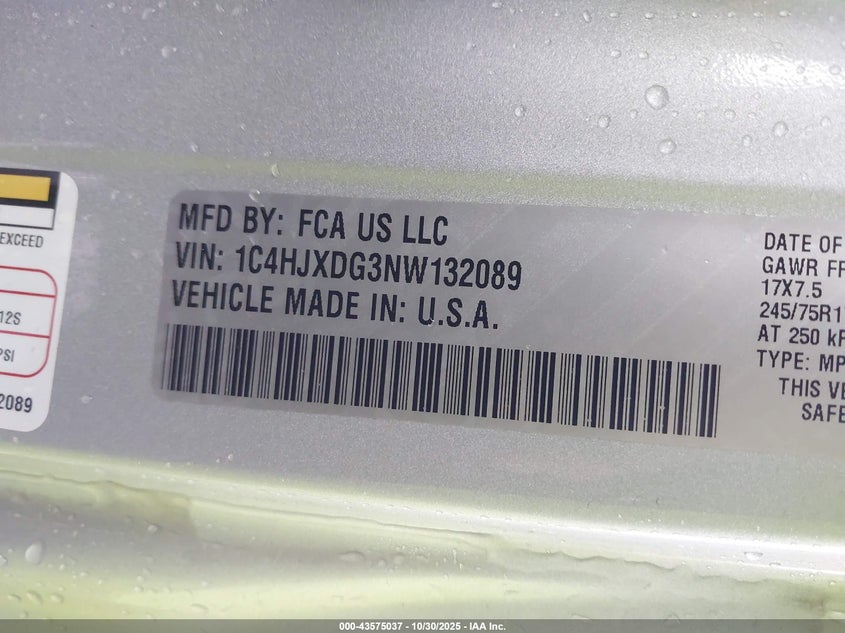 EXCEED
12S
PSI
2089
MFD BY: FCA US LLC
VIN: 1C4HJXDG3NW132089
VEHICLE MADE IN: U.S.A.
DATE OF
GAWR FR
17X7.5
245/75R17
AT 250 kP
TYPE: MP
THIS VE
SAFE
000-43575037 - 10/30/2025 - IAA Inc.